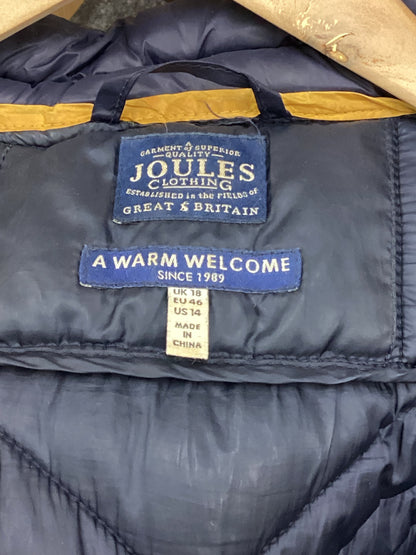 A
GARMENT OF SUPERIOR
QUALITY
JOULES
CLOTHING
ESTABLISHED in the FIELDS OF
GREAT & BRITAIN
A WARM WELCOME
SINCE 1989
UK 18
EU 46
US 14
MADE
IN
CHINA